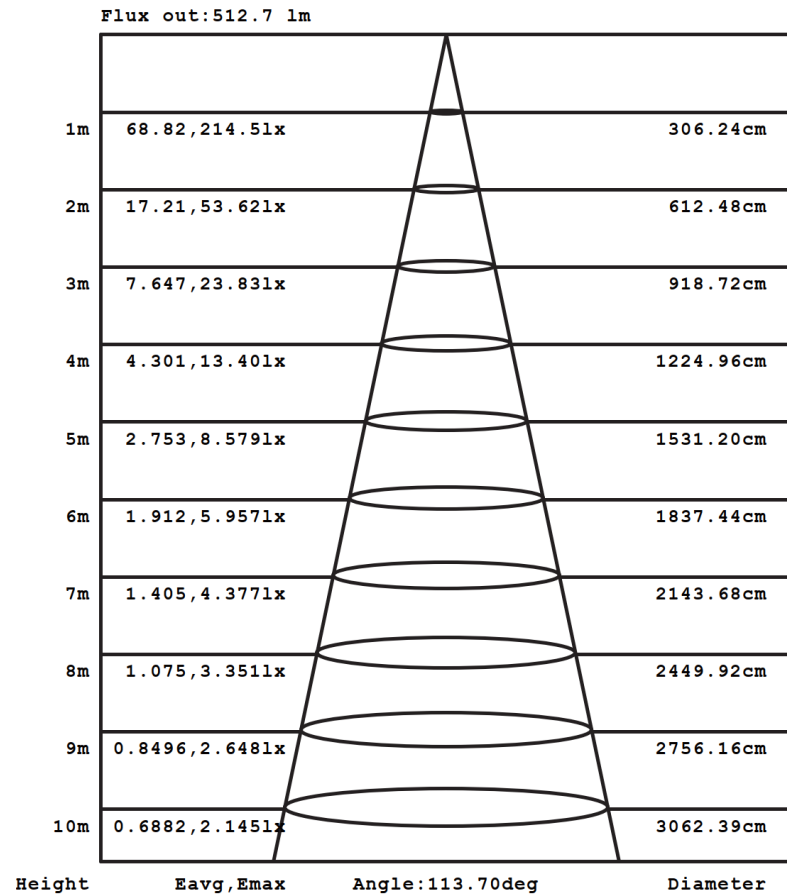 Flux out:512.7 lm
1m 68.82,214.5lx 306.24cm
2m 17.21,53.62lx 612.48cm
3m 7.647,23.83lx 918.72cm
4m 4.301,13.40lx 1224.96cm
5m 2.753,8.579lx 1531.20cm
6m 1.912,5.957lx 1837.44cm
7m 1.405,4.377lx 2143.68cm
8m 1.075,3.351lx 2449.92cm
9m 0.8496,2.648lx 2756.16cm
10m 0.6882,2.145lx 3062.39cm
Height Eavg,Emax Angle:113.70deg Diameter